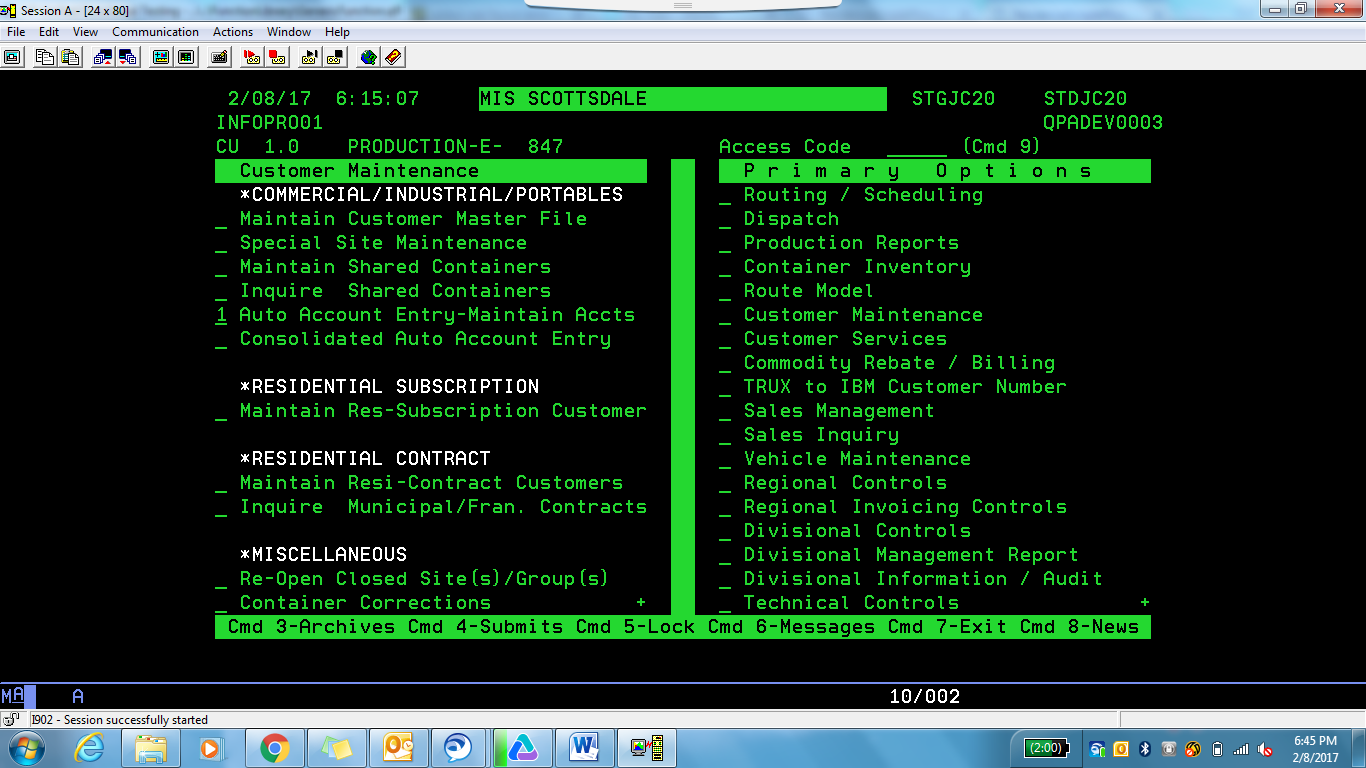 Session A - [24 x 80]
File Edit View Communication Actions Window Help
2/08/17 6:15:07 MIS SCOTTSDALE STGJC20 STDJC20
INFOPRO01 QPADEV0003
CU 1.0 PRODUCTION-E- 847 Access Code ______ (Cmd 9)
Customer Maintenance P r i m a r y O p t i o n s
*COMMERCIAL/INDUSTRIAL/PORTABLES _ Routing / Scheduling
_ Maintain Customer Master File _ Dispatch
_ Special Site Maintenance _ Production Reports
_ Maintain Shared Containers _ Container Inventory
_ Inquire Shared Containers _ Route Model
1 Auto Account Entry-Maintain Accts _ Customer Maintenance
_ Consolidated Auto Account Entry _ Customer Services
_ Commodity Rebate / Billing
*RESIDENTIAL SUBSCRIPTION _ TRUX to IBM Customer Number
_ Maintain Res-Subscription Customer _ Sales Management
_ Sales Inquiry
*RESIDENTIAL CONTRACT _ Vehicle Maintenance
_ Maintain Resi-Contract Customers _ Regional Controls
_ Inquire Municipal/Fran. Contracts _ Regional Invoicing Controls
_ Divisional Controls
*MISCELLANEOUS _ Divisional Management Report
_ Re-Open Closed Site(s)/Group(s) _ Divisional Information / Audit
_ Container Corrections + _ Technical Controls +
Cmd 3-Archives Cmd 4-Submits Cmd 5-Lock Cmd 6-Messages Cmd 7-Exit Cmd 8-News
MA A 10/002
I902 - Session successfully started
(2:00) 6:45 PM
2/8/2017